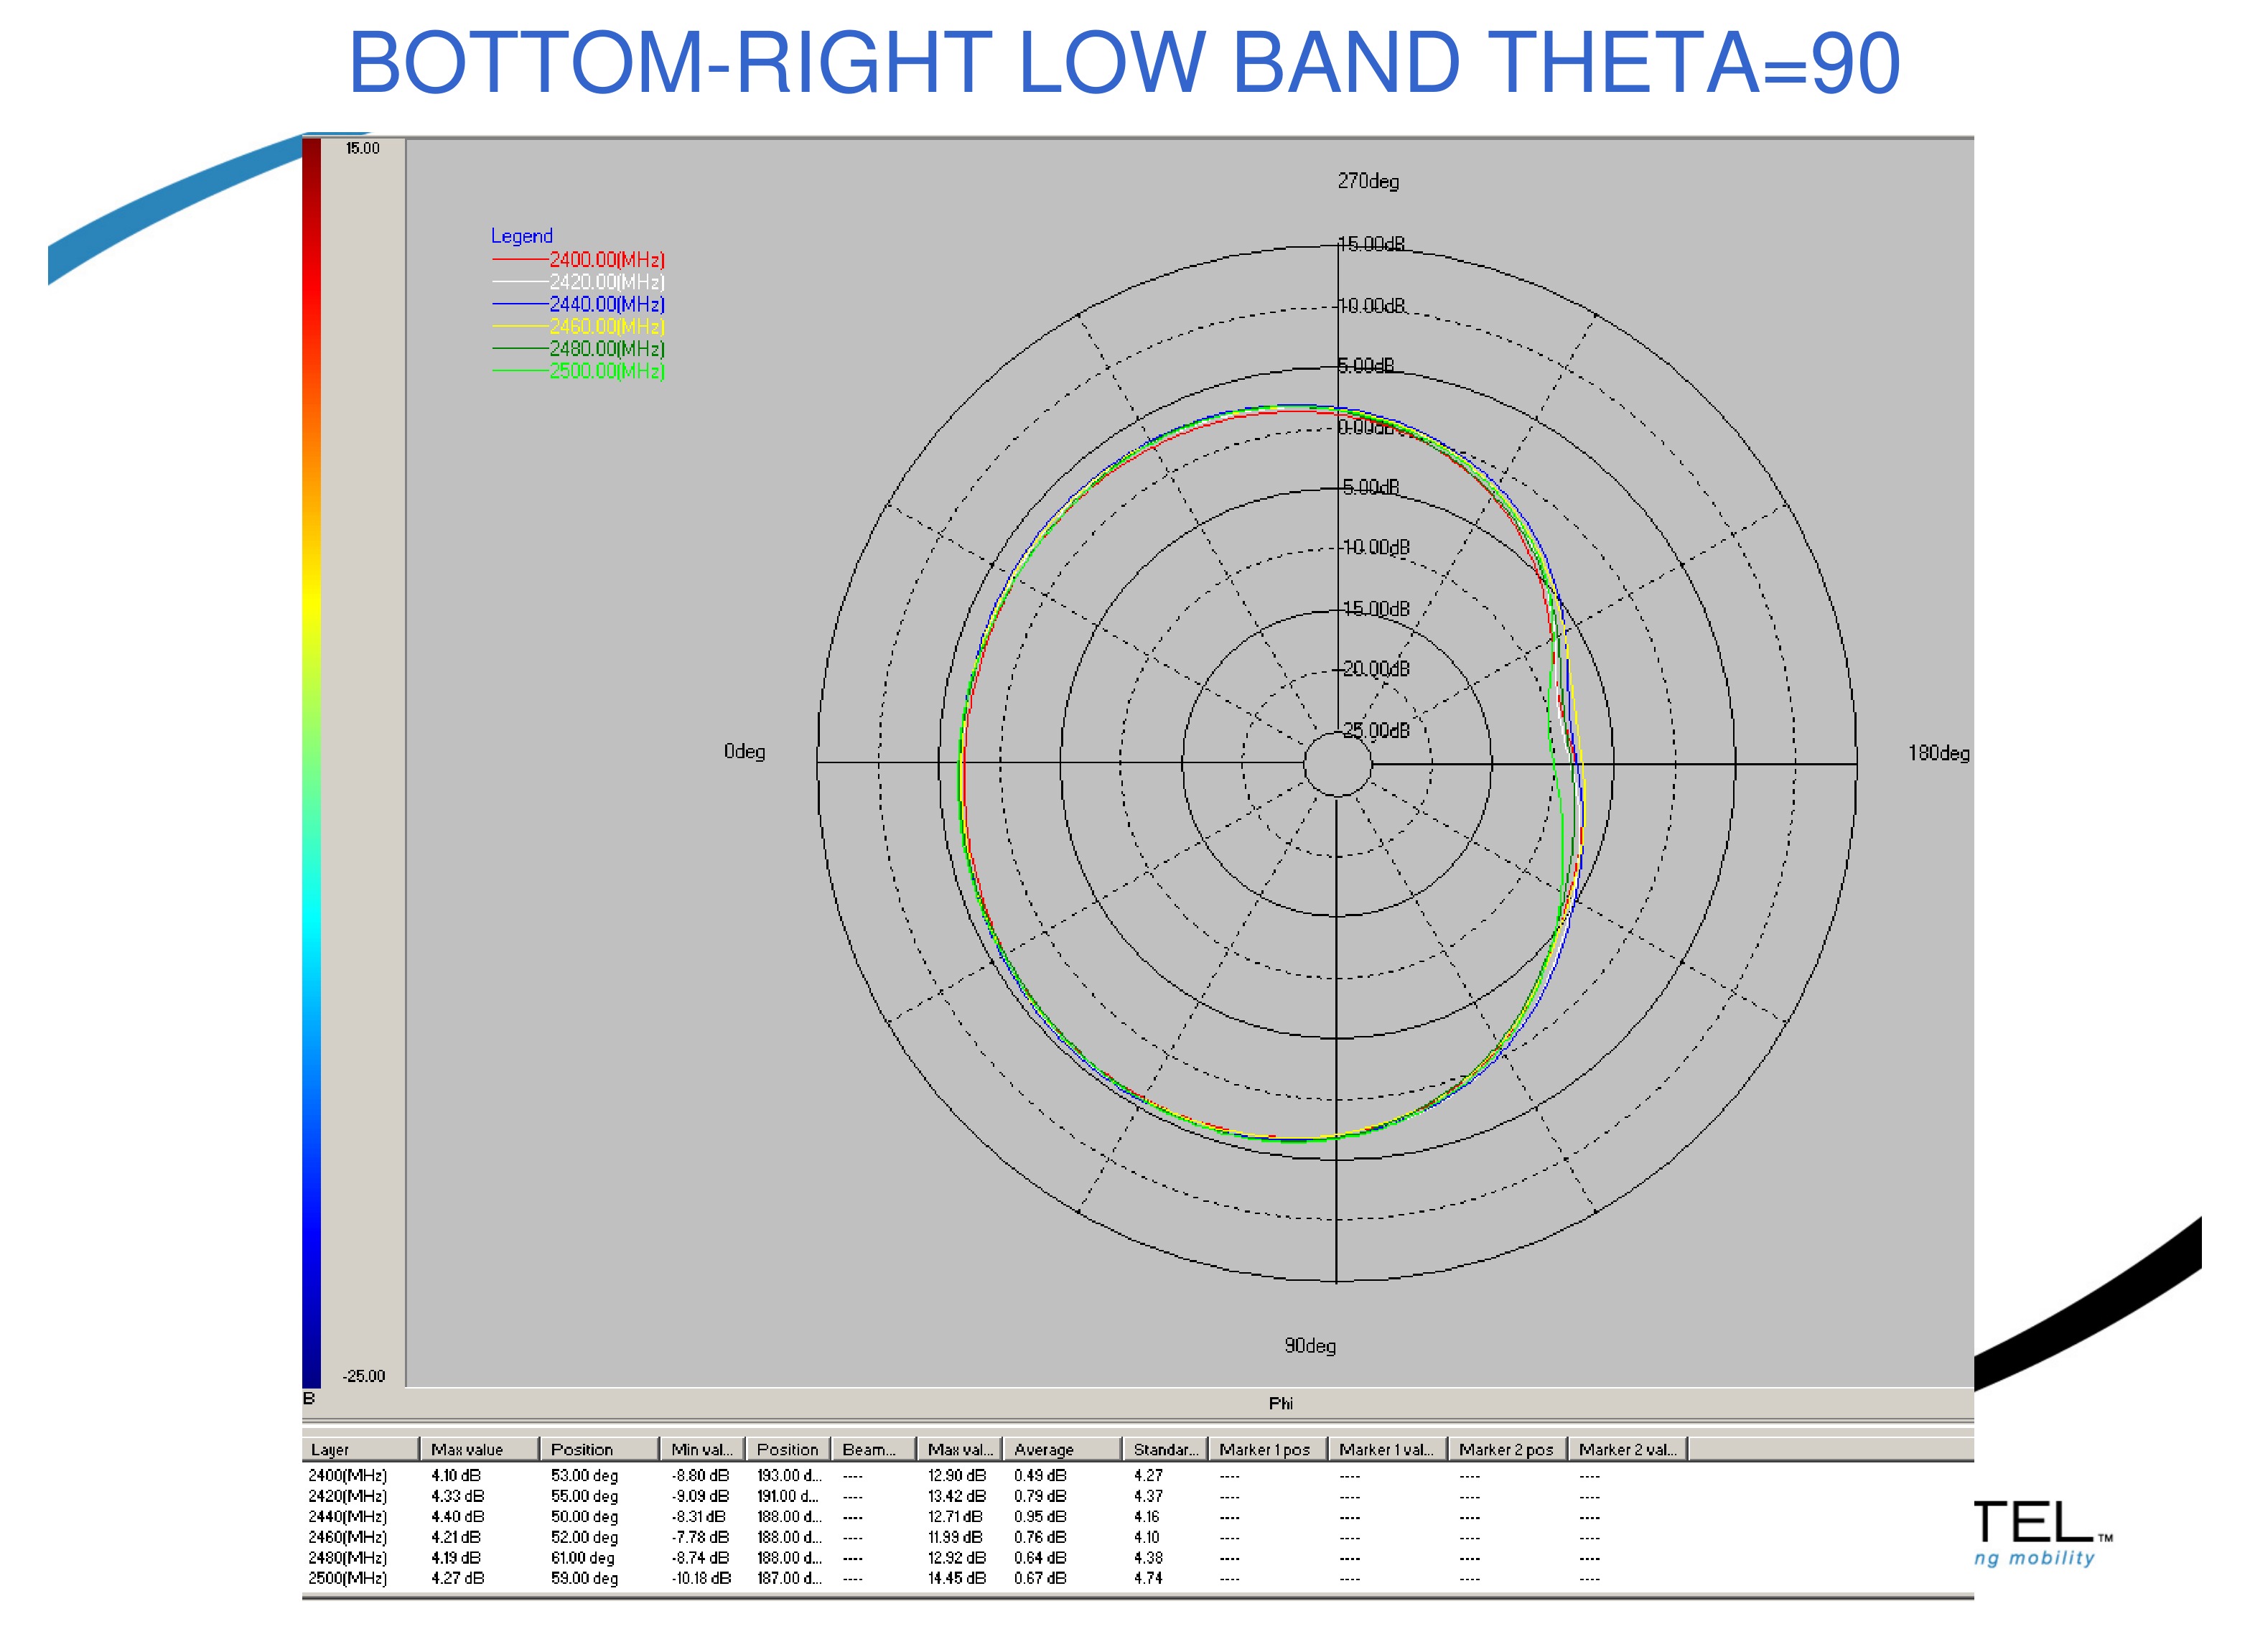 BOTTOM-RIGHT LOW BAND THETA=90
15.00
270deg
Legend
2400.00(MHz)
2420.00(MHz)
2440.00(MHz)
2460.00(MHz)
2480.00(MHz)
2500.00(MHz)
15.00dB
10.00dB
5.00dB
0.00dB
-5.00dB
-10.00dB
-15.00dB
-20.00dB
-25.00dB
0deg
180deg
90deg
-25.00
B
Phi
Layer Max value Position Min val... Position Beam... Max val... Average Standar... Marker 1 pos Marker 1 val... Marker 2 pos Marker 2 val...
2400(MHz) 4.10 dB 53.00 deg -8.80 dB 193.00 d... ---- 12.90 dB 0.49 dB 4.27 ---- ---- ---- ----
2420(MHz) 4.33 dB 55.00 deg -9.09 dB 191.00 d... ---- 13.42 dB 0.79 dB 4.37 ---- ---- ---- ----
2440(MHz) 4.40 dB 50.00 deg -8.31 dB 188.00 d... ---- 12.71 dB 0.95 dB 4.16 ---- ---- ---- ----
2460(MHz) 4.21 dB 52.00 deg -7.78 dB 188.00 d... ---- 11.99 dB 0.76 dB 4.10 ---- ---- ---- ----
2480(MHz) 4.19 dB 61.00 deg -8.74 dB 188.00 d... ---- 12.92 dB 0.64 dB 4.38 ---- ---- ---- ----
2500(MHz) 4.27 dB 59.00 deg -10.18 dB 187.00 d... ---- 14.45 dB 0.67 dB 4.74 ---- ---- ---- ----
TEL™
ng mobility